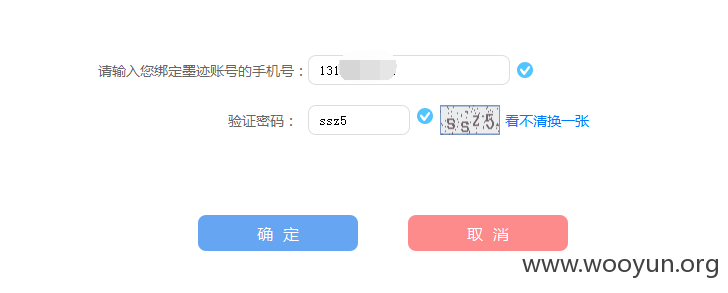 请输入您绑定墨迹账号的手机号： 131
验证密码： ssz5 ssz5 看不清换一张
确 定 取 消
www.wooyun.org